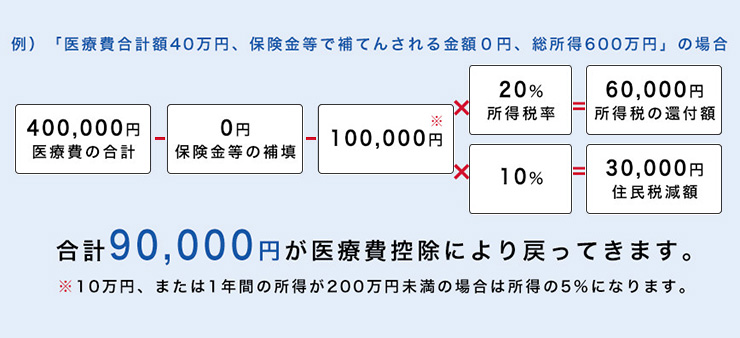 例）「医療費合計額40万円、保険金等で補てんされる金額０円、総所得600万円」の場合
400,000円
医療費の合計
-
0円
保険金等の補填
-
※
100,000円
×
20%
所得税率
=
60,000円
所得税の還付額
×
10%
=
30,000円
住民税減額
合計90,000円が医療費控除により戻ってきます。
※10万円、または1年間の所得が200万円未満の場合は所得の5%になります。